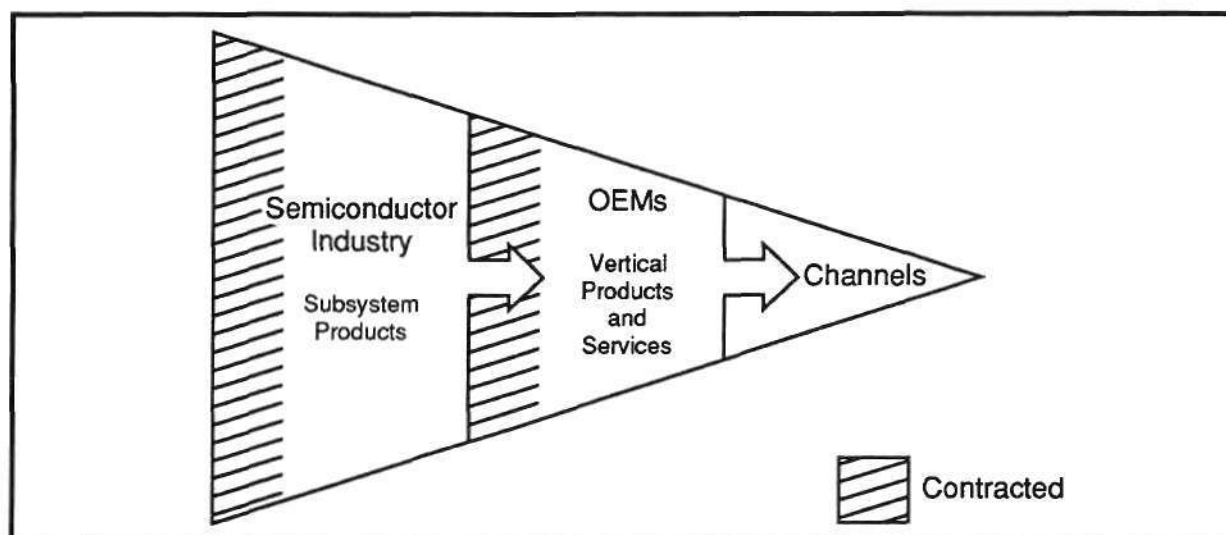 Semiconductor
Industry
Subsystem
Products
OEMs
Vertical
Products
and
Services
Channels
Contracted